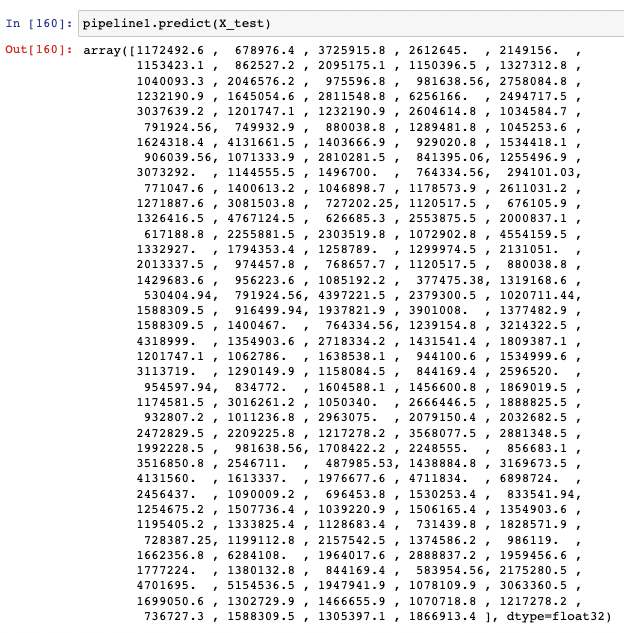 In [160]: pipeline1.predict(X_test)
Out[160]: array([1172492.6 ,  678976.4 , 3725915.8 , 2612645.  , 2149156.  ,
1153423.1 ,  862527.2 , 2095175.1 , 1150396.5 , 1327312.8 ,
1040093.3 , 2046576.2 ,  975596.8 ,  981638.56, 2758084.8 ,
1232190.9 , 1645054.6 , 2811548.8 , 6256166.  , 2494717.5 ,
3037639.2 , 1201747.1 , 1232190.9 , 2604614.8 , 1034584.7 ,
791924.56,  749932.9 ,  880038.8 , 1289481.8 , 1045253.6 ,
1624318.4 , 4131661.5 , 1403666.9 ,  929020.8 , 1534418.1 ,
906039.56, 1071333.9 , 2810281.5 ,  841395.06, 1255496.9 ,
3073292.  , 1144555.5 , 1496700.  ,  764334.56,  294101.03,
771047.6 , 1400613.2 , 1046898.7 , 1178573.9 , 2611031.2 ,
1271887.6 , 3081503.8 ,  727202.25, 1120517.5 ,  676105.9 ,
1326416.5 , 4767124.5 ,  626685.3 , 2553875.5 , 2000837.1 ,
617188.8 , 2255881.5 , 2303519.8 , 1072902.8 , 4554159.5 ,
1332927.  , 1794353.4 , 1258789.  , 1299974.5 , 2131051.  ,
2013337.5 ,  974457.8 ,  768657.7 , 1120517.5 ,  880038.8 ,
1429683.6 ,  956223.6 , 1085192.2 ,  377475.38, 1319168.6 ,
530404.94,  791924.56, 4397221.5 , 2379300.5 , 1020711.44,
1588309.5 ,  916499.94, 1937821.9 , 3901008.  , 1377482.9 ,
1588309.5 , 1400467.  ,  764334.56, 1239154.8 , 3214322.5 ,
4318999.  , 1354903.6 , 2718334.2 , 1431541.4 , 1809387.1 ,
1201747.1 , 1062786.  , 1638538.1 ,  944100.6 , 1534999.6 ,
3113719.  , 1290149.9 , 1158084.5 ,  844169.4 , 2596520.  ,
954597.94,  834772.  , 1604588.1 , 1456600.8 , 1869019.5 ,
1174581.5 , 3016261.2 , 1050340.  , 2666446.5 , 1888825.5 ,
932807.2 , 1011236.8 , 2963075.  , 2079150.4 , 2032682.5 ,
2472829.5 , 2209225.8 , 1217278.2 , 3568077.5 , 2881348.5 ,
1992228.5 ,  981638.56, 1708422.2 , 2248555.  ,  856683.1 ,
3516850.8 , 2546711.  ,  487985.53, 1438884.8 , 3169673.5 ,
4131560.  , 1613337.  , 1976677.6 , 4711834.  , 6898724.  ,
2456437.  , 1090009.2 ,  696453.8 , 1530253.4 ,  833541.94,
1254675.2 , 1507736.4 , 1039220.9 , 1506165.4 , 1354903.6 ,
1195405.2 , 1333825.4 , 1128683.4 ,  731439.8 , 1828571.9 ,
728387.25, 1199112.8 , 2157542.5 , 1374586.2 ,  986119.  ,
1662356.8 , 6284108.  , 1964017.6 , 2888837.2 , 1959456.6 ,
1777224.  , 1380132.8 ,  844169.4 ,  583954.56, 2175280.5 ,
4701695.  , 5154536.5 , 1947941.9 , 1078109.9 , 3063360.5 ,
1699050.6 , 1302729.9 , 1466655.9 , 1070718.8 , 1217278.2 ,
736727.3 , 1588309.5 , 1305397.1 , 1866913.4 ], dtype=float32)